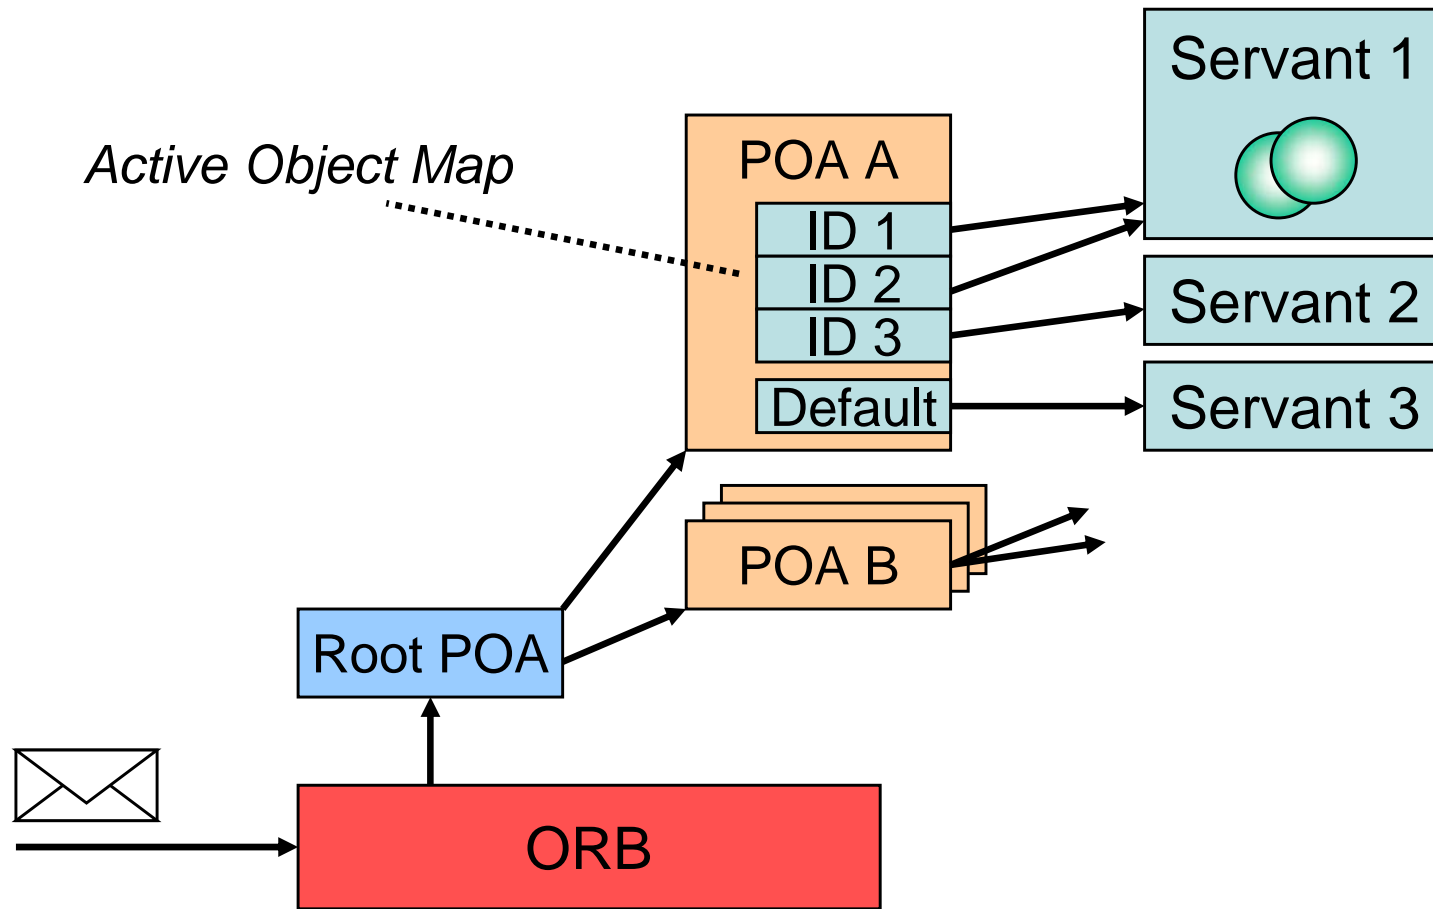 Servant 1
Active Object Map
POA A
ID 1
ID 2
ID 3
Default
Servant 2
Servant 3
POA B
Root POA
ORB